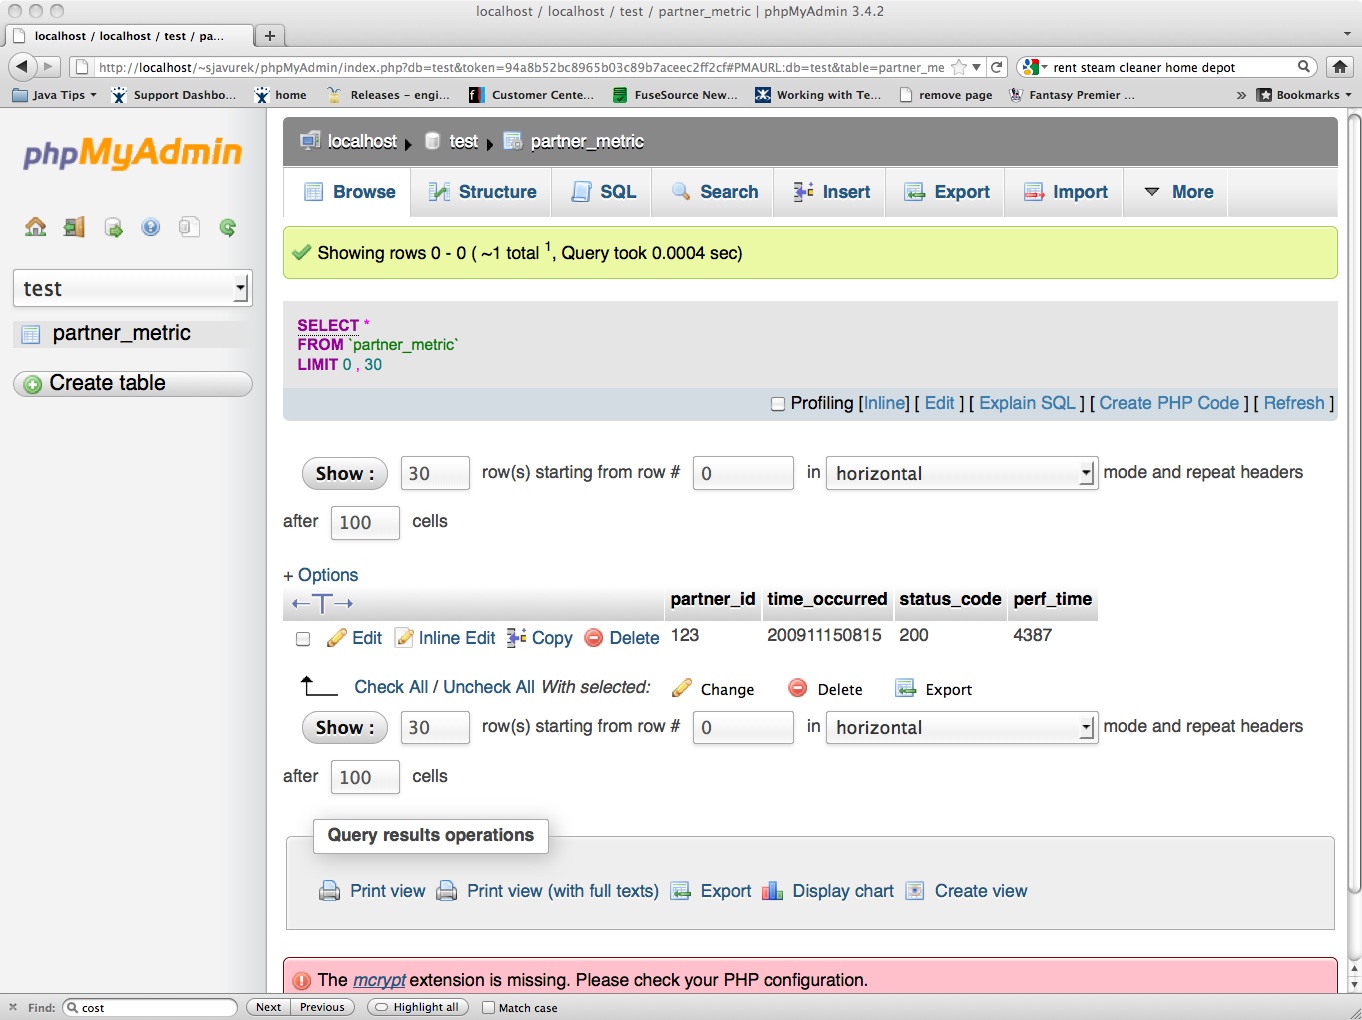 localhost / localhost / test / partner_metric | phpMyAdmin 3.4.2
localhost / localhost / test / pa...
http://localhost/~sjavurek/phpMyAdmin/index.php?db=test&token=94a8b52bc8965b03c89b7aceec2ff2cf#PMAURL:db=test&table=partner_me
rent steam cleaner home depot
Java Tips Support Dashbo... home Releases – engi... Customer Cente... FuseSource New... Working with Te... remove page Fantasy Premier ... » Bookmarks
phpMyAdmin
localhost test partner_metric
Browse Structure SQL Search Insert Export Import More
Showing rows 0 - 0 ( ~1 total 1, Query took 0.0004 sec)
test
partner_metric
Create table
SELECT *
FROM `partner_metric`
LIMIT 0 , 30
Profiling [Inline] [ Edit ] [ Explain SQL ] [ Create PHP Code ] [ Refresh ]
Show : 30 row(s) starting from row # 0 in horizontal mode and repeat headers
after 100 cells
+ Options
←T→ partner_id time_occurred status_code perf_time
Edit Inline Edit Copy Delete 123 200911150815 200 4387
Check All / Uncheck All With selected: Change Delete Export
Show : 30 row(s) starting from row # 0 in horizontal mode and repeat headers
after 100 cells
Query results operations
Print view Print view (with full texts) Export Display chart Create view
The mcrypt extension is missing. Please check your PHP configuration.
× Find: cost Next Previous Highlight all Match case